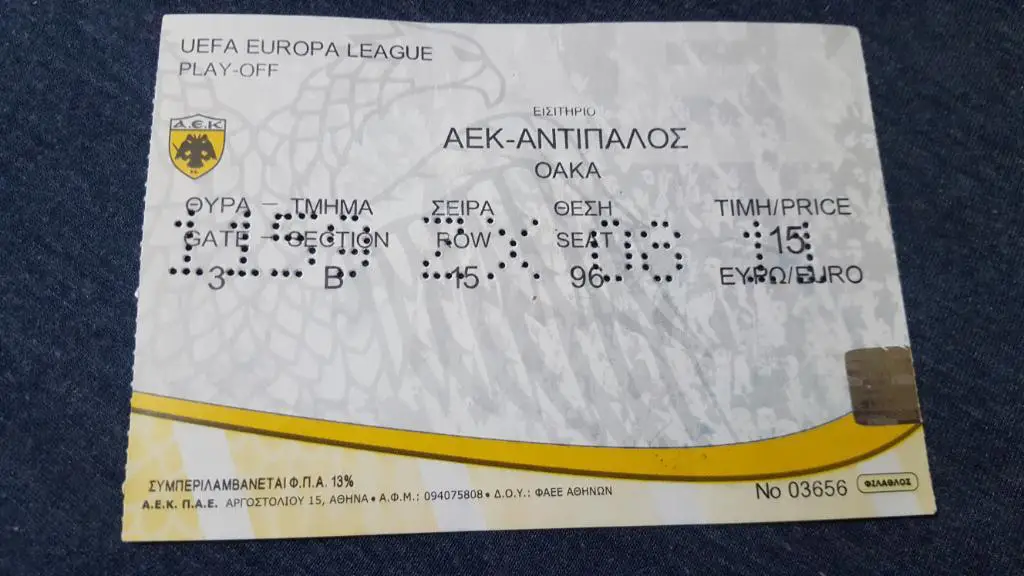 UEFA EUROPA LEAGUE
PLAY-OFF
Α.Ε.Κ
ΕΙΣΙΤΗΡΙΟ
ΑΕΚ-ΑΝΤΙΠΑΛΟΣ
ΟΑΚΑ
ΘΥΡΑ – ΤΜΗΜΑ ΣΕΙΡΑ ΘΕΣΗ ΤΙΜΗ/PRICE
GATE – SECTION ROW SEAT 15
3 B 15 96 ΕΥΡΩ/EURO
ΣΥΜΠΕΡΙΛΑΜΒΑΝΕΤΑΙ Φ.Π.Α. 13%
Α.Ε.Κ. Π.Α.Ε. ΑΡΓΟΣΤΟΛΙΟΥ 15, ΑΘΗΝΑ • Α.Φ.Μ.: 094075808 • Δ.Ο.Υ.: ΦΑΕΕ ΑΘΗΝΩΝ
No 03656 ΦΙΛΑΘΛΟΣ